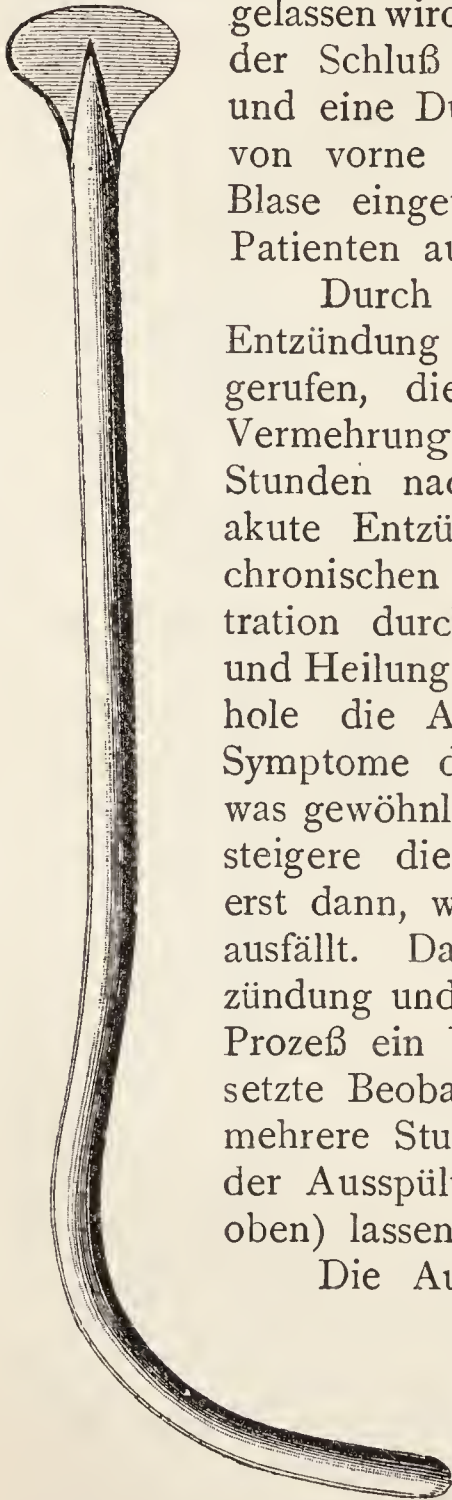 gelassen wird
der Schluß
und eine Du
von vorne
Blase einge
Patienten au
Durch
Entzündung
gerufen, die
Vermehrung
Stunden nac
akute Entzü
chronischen
tration durc
und Heilung
hole die A
Symptome d
was gewöhnl
steigere die
erst dann, w
ausfällt. Da
zündung und
Prozeß ein
setzte Beoba
mehrere Stu
der Ausspül
oben) lassen
Die Au